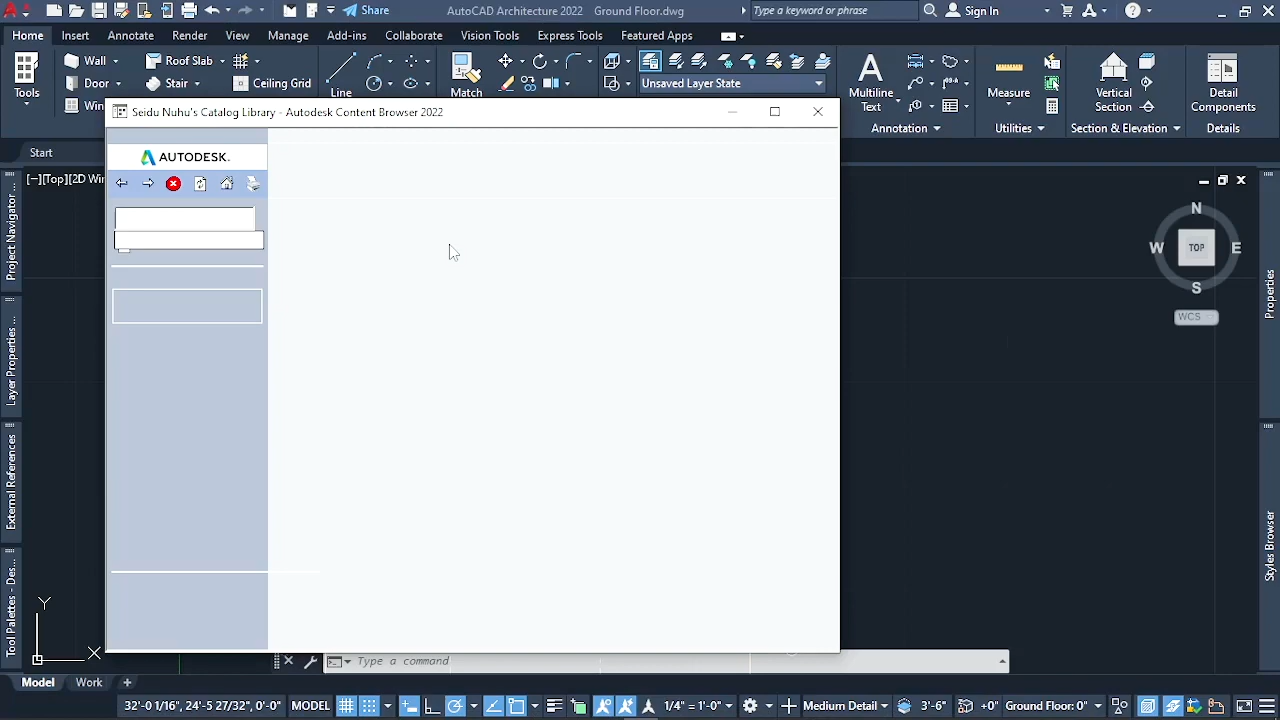 AutoCAD Architecture 2022 Ground Floor.dwg
Share
Type a keyword or phrase
Sign In
Home Insert Annotate Render View Manage Add-ins Collaborate Vision Tools Express Tools Featured Apps
Tools
Wall
Door
Win
Roof Slab
Stair
Ceiling Grid
Line
Match
Unsaved Layer State
Multiline
Text
Annotation
Measure
Utilities
Vertical
Section
Section & Elevation
Detail
Components
Details
Seidu Nuhu's Catalog Library - Autodesk Content Browser 2022
AUTODESK.
Start
[−][Top][2D Wir
Project Navigator ...
Layer Properties ...
External References
Tool Palettes - Des...
N
W
TOP
E
S
WCS
Properties
Styles Browser
Y
X
Type a command
Model Work
32'-0 1/16", 24'-5 27/32", 0'-0" MODEL 1/4" = 1'-0" Medium Detail 3'-6" Ground Floor: 0" +0"